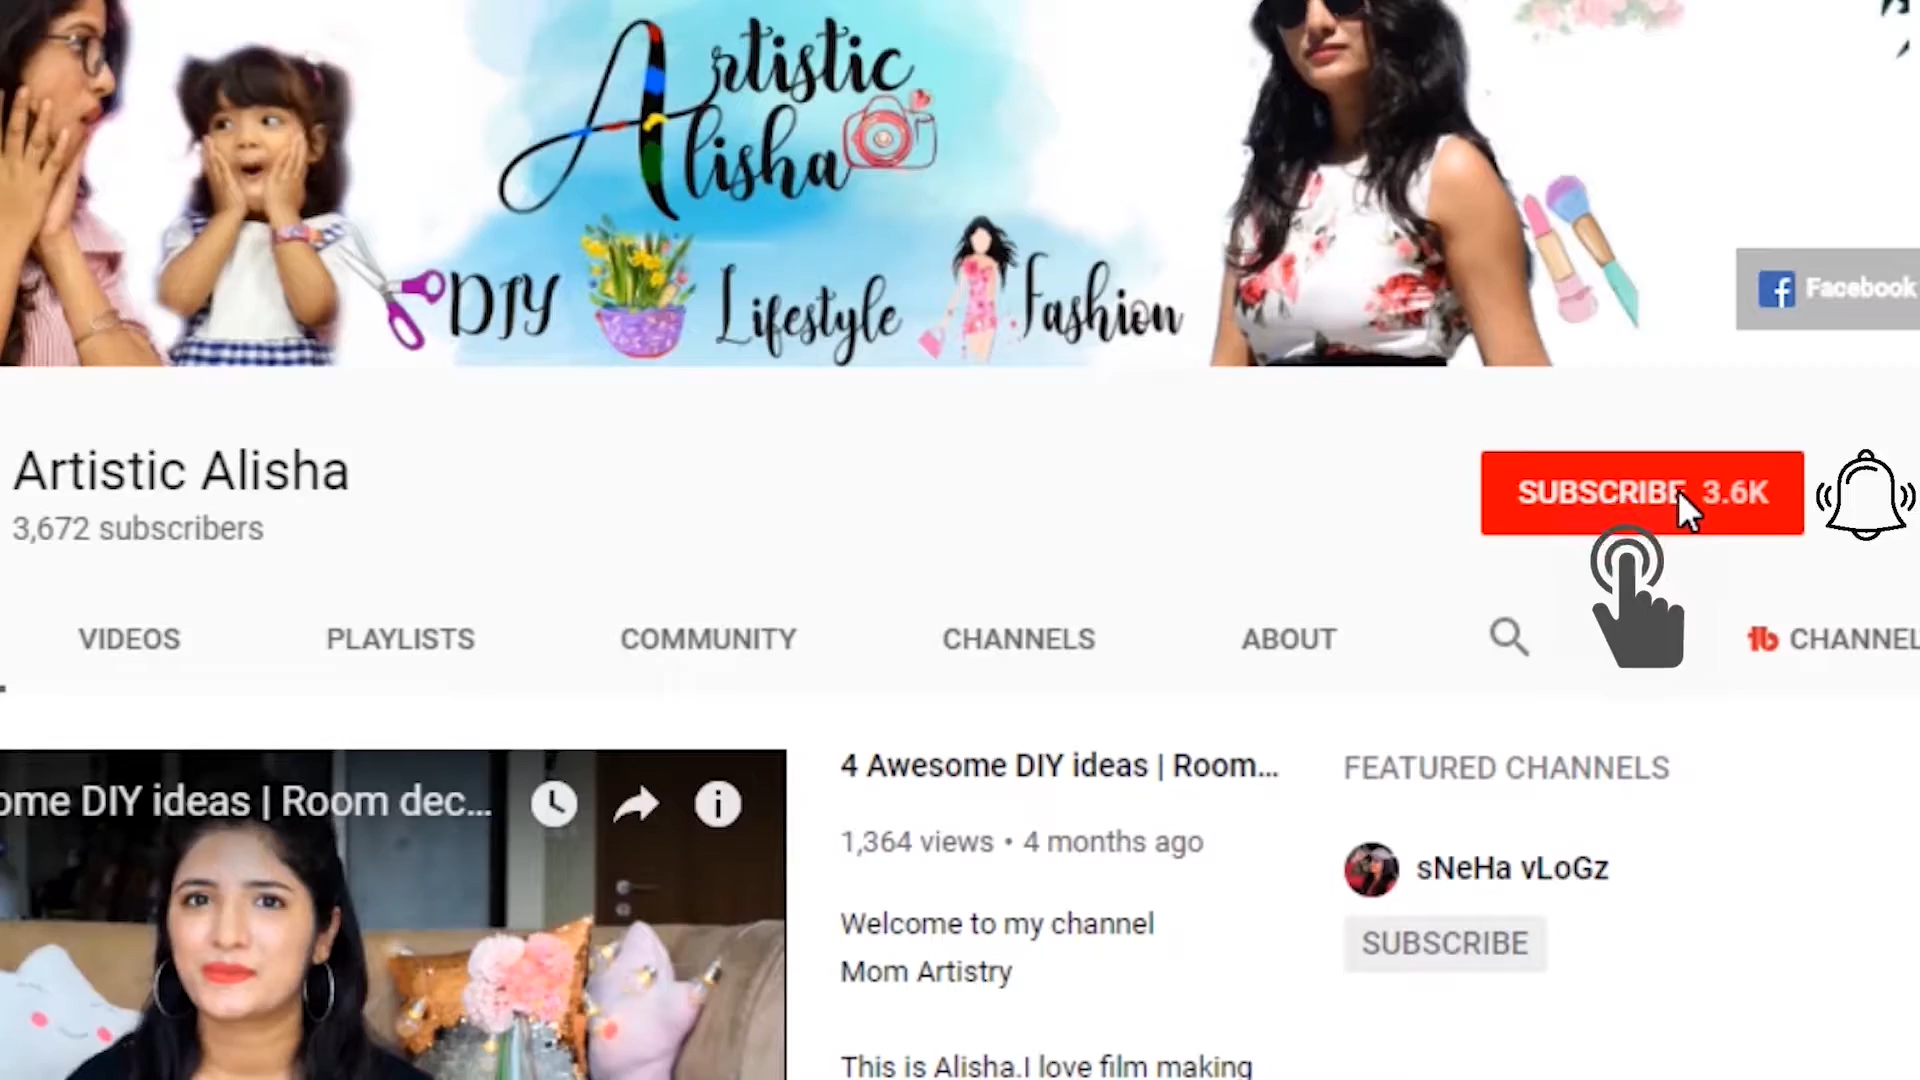 Artistic
Alisha
DIY
Lifestyle
Fashion
Facebook
Artistic Alisha
3,672 subscribers
SUBSCRIBE 3.6K
VIDEOS
PLAYLISTS
COMMUNITY
CHANNELS
ABOUT
CHANNEL
ome DIY ideas | Room dec...
4 Awesome DIY ideas | Room...
1,364 views • 4 months ago
Welcome to my channel
Mom Artistry
This is Alisha.I love film making
FEATURED CHANNELS
sNeHa vLoGz
SUBSCRIBE